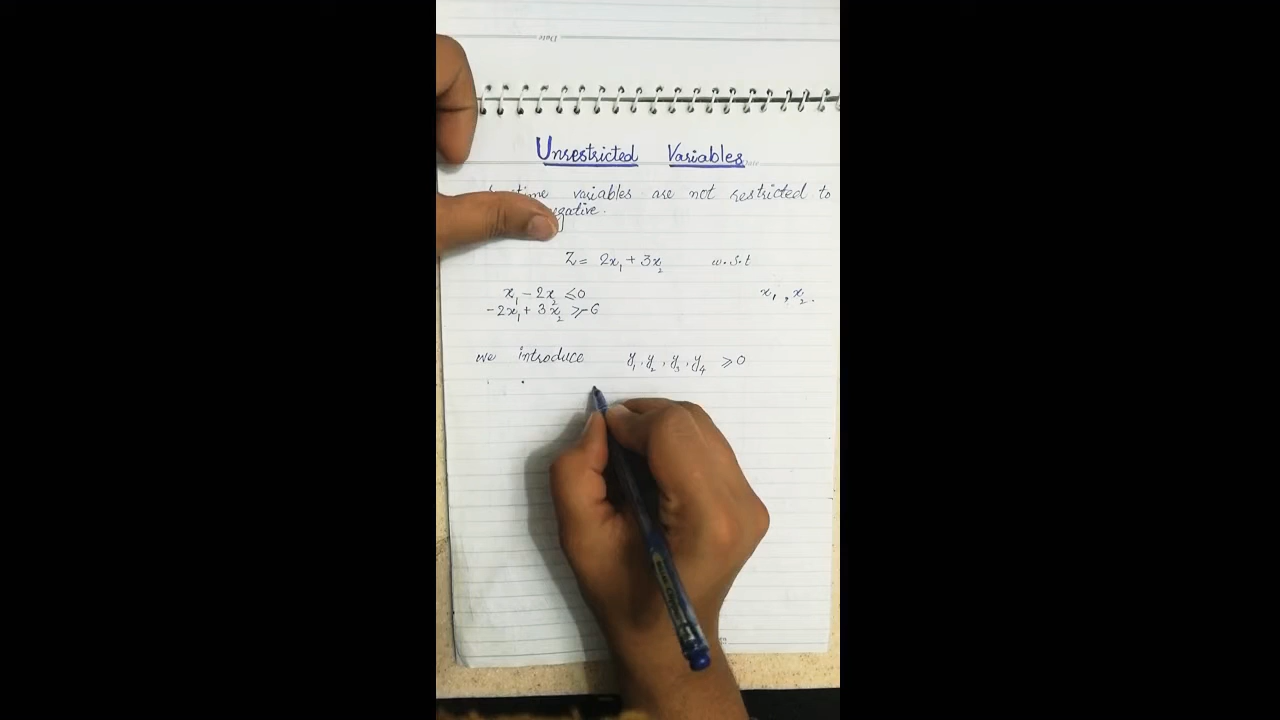 Date
Unrestricted Variables
variables are not restricted to
Z = 2x₁ + 3x₂ w.s.t
x₁ - 2x₂ ≤ 0 x₁, x₂.
-2x₁ + 3x₂ ≥ -6
we introduce y₁, y₂, y₃, y₄ ≥ 0